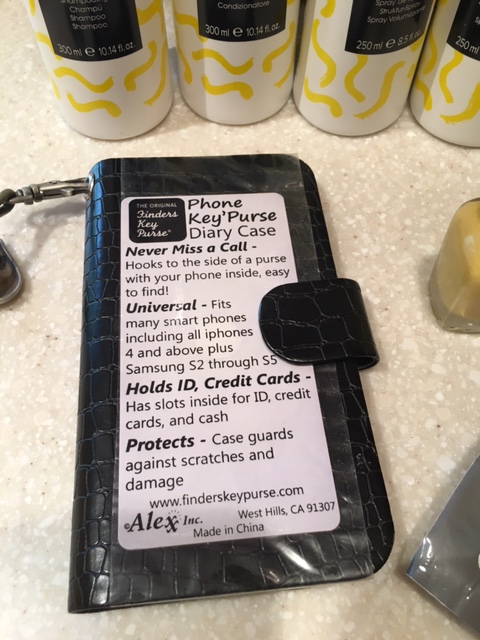 Shampooing
Champú
Shampoo
Shampoo
300 ml e 10.14 fl. oz.
Condizionatore
300 ml e 10.14 fl. oz.
Spray Volumi
250 ml e 8.5 fl. oz.
250 ml
THE ORIGINAL
Finders
Key
Purse®
Phone
Key'Purse
Diary Case
Never Miss a Call -
Hooks to the side of a purse
with your phone inside, easy
to find!
Universal - Fits
many smart phones
including all iphones
4 and above plus
Samsung S2 through S5
Holds ID, Credit Cards -
Has slots inside for ID, credit
cards, and cash
Protects - Case guards
against scratches and
damage
www.finderskeypurse.com
©Alex Inc.
West Hills, CA 91307
Made in China